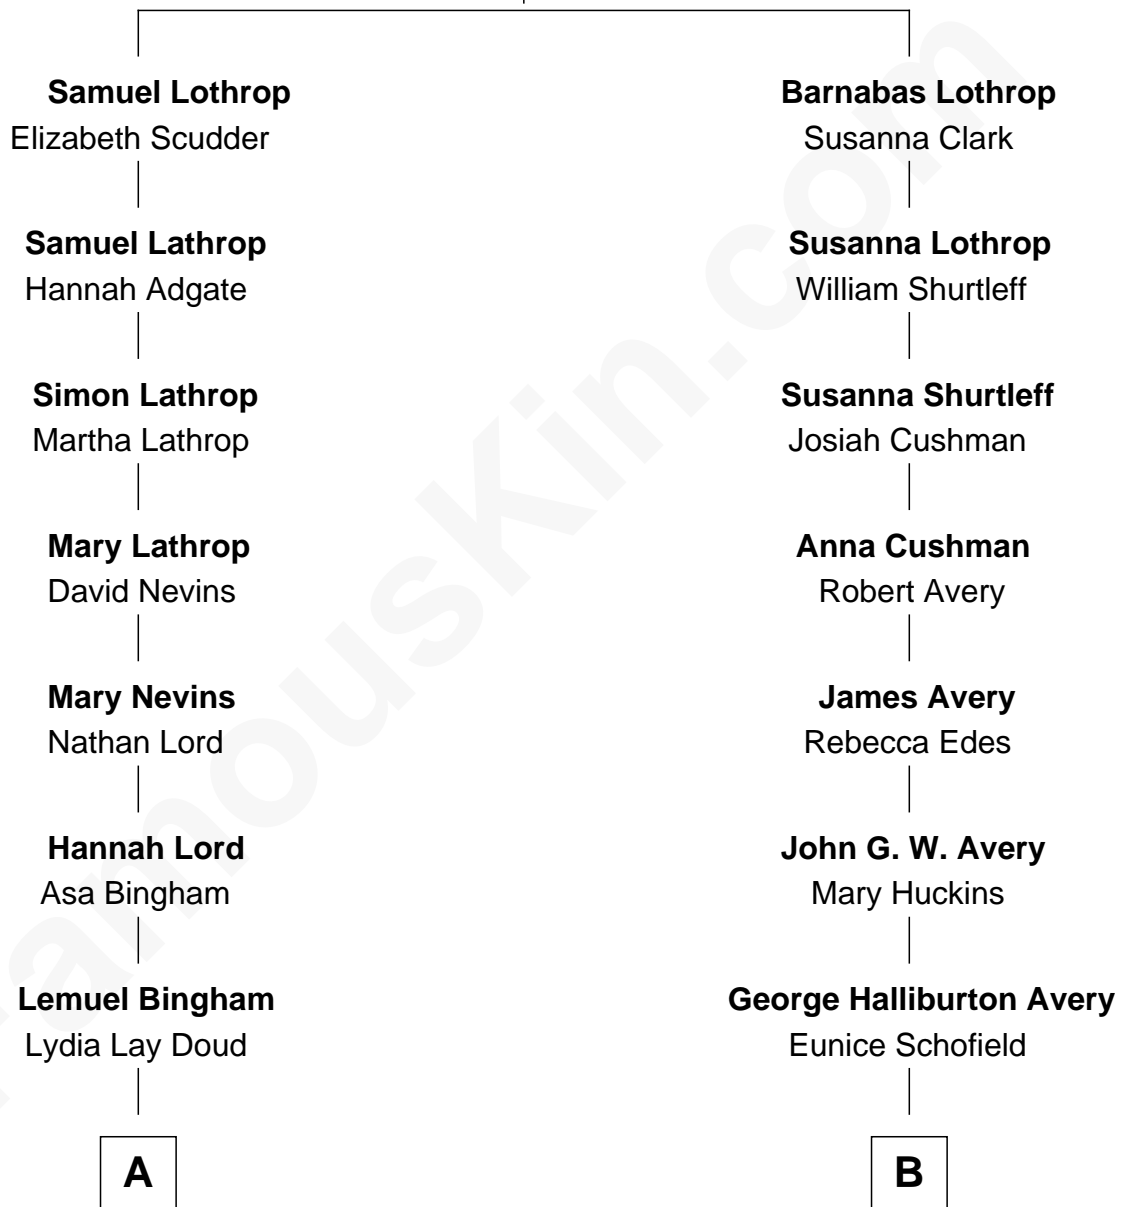 Samuel Lothrop
Elizabeth Scudder
Samuel Lathrop
Hannah Adgate
Simon Lathrop
Martha Lathrop
Mary Lathrop
David Nevins
Mary Nevins
Nathan Lord
Hannah Lord
Asa Bingham
Lemuel Bingham
Lydia Lay Doud
A
Barnabas Lothrop
Susanna Clark
Susanna Lothrop
William Shurtleff
Susanna Shurtleff
Josiah Cushman
Anna Cushman
Robert Avery
James Avery
Rebecca Edes
John G. W. Avery
Mary Huckins
George Halliburton Avery
Eunice Schofield
B
FamousKin.com